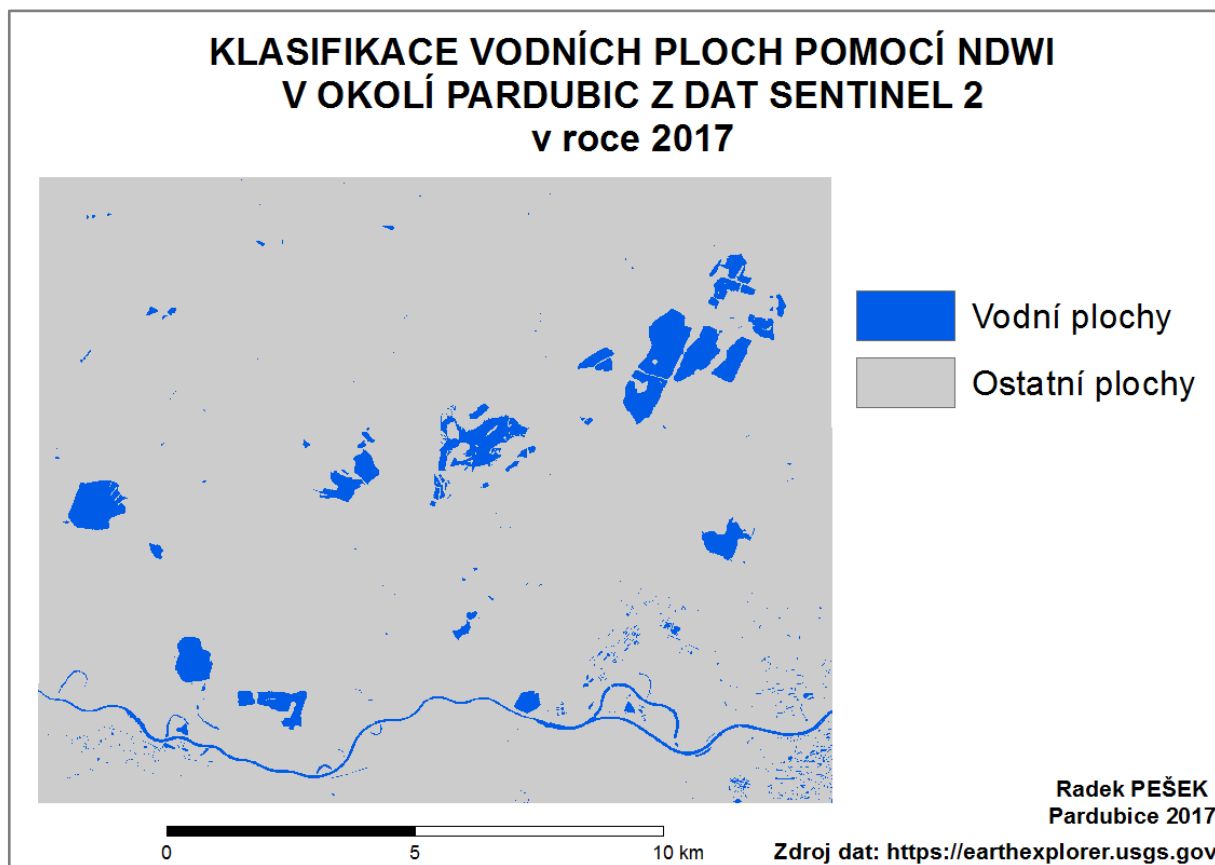 KLASIFIKACE VODNÍCH PLOCH POMOCÍ NDWI
V OKOLÍ PARDUBIC Z DAT SENTINEL 2
v roce 2017
Vodní plochy
Ostatní plochy
Radek PEŠEK
Pardubice 2017
0 5 10 km
Zdroj dat: https://earthexplorer.usgs.gov